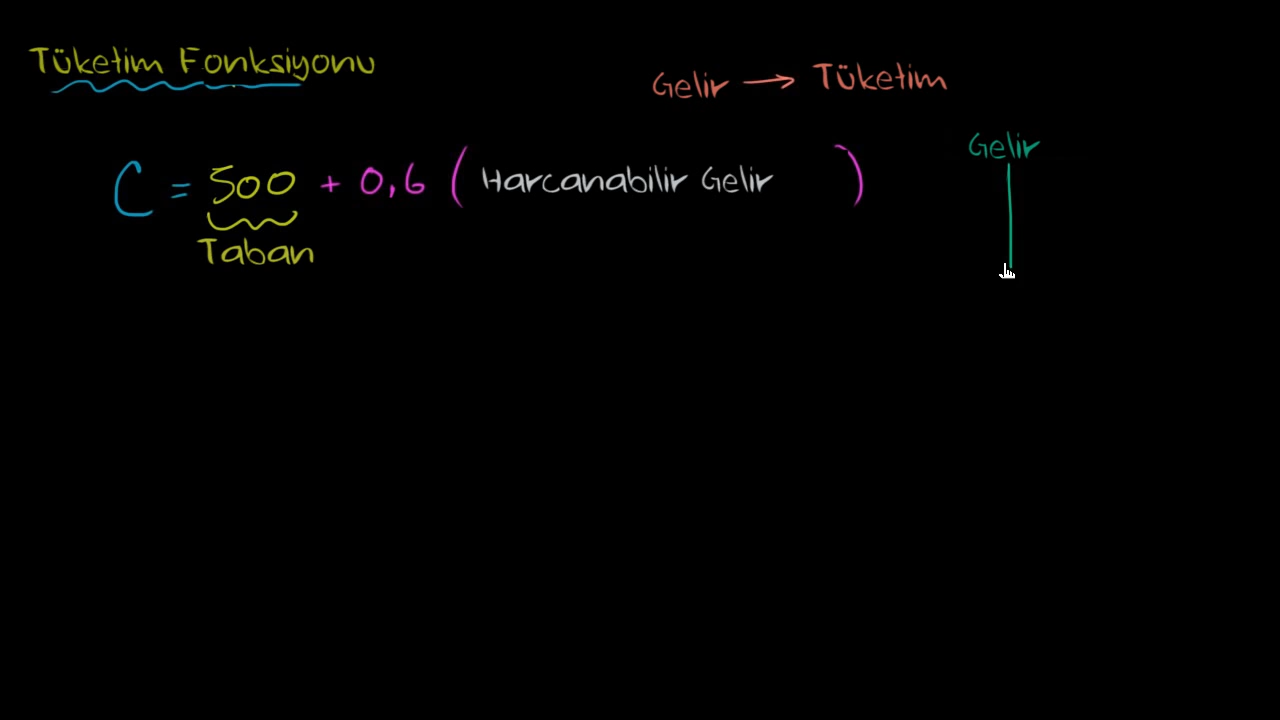 Tüketim Fonksiyonu
Gelir → Tüketim
Gelir
C = 500 + 0,6 ( Harcanabilir Gelir )
Taban